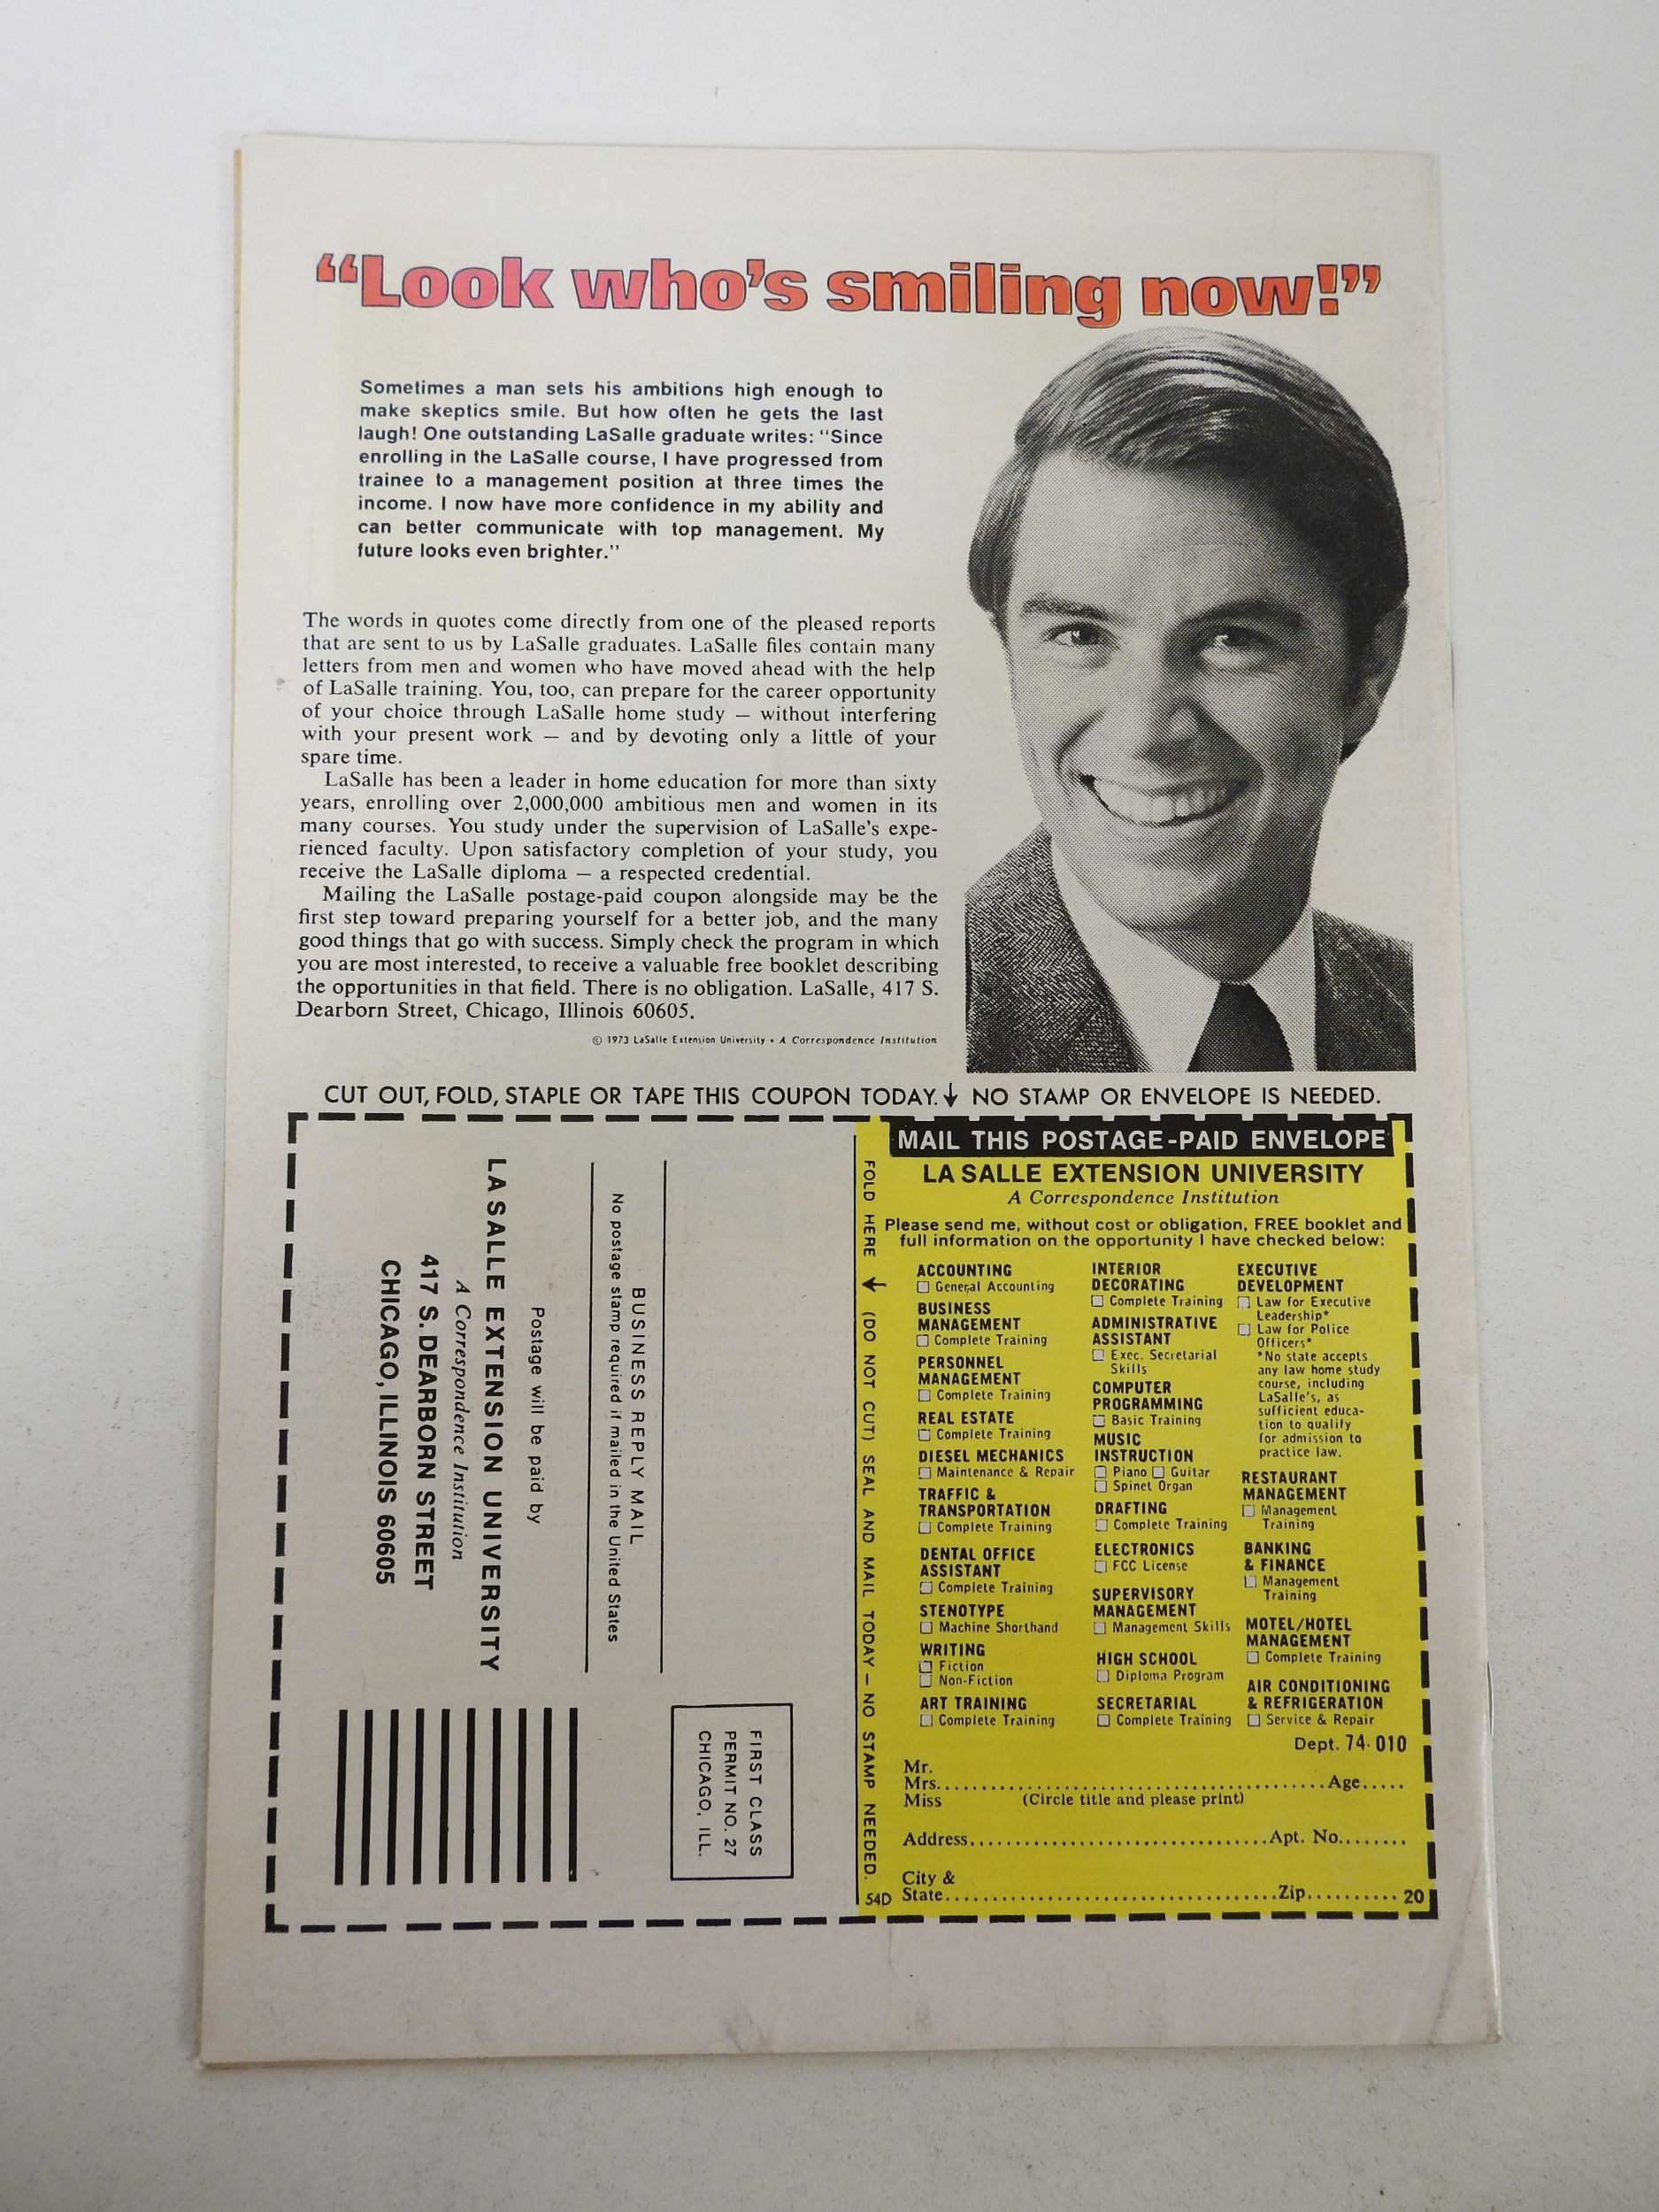 “Look who’s smiling now!”
Sometimes a man sets his ambitions high enough to
make skeptics smile. But how often he gets the last
laugh! One outstanding LaSalle graduate writes: “Since
enrolling in the LaSalle course, I have progressed from
trainee to a management position at three times the
income. I now have more confidence in my ability and
can better communicate with top management. My
future looks even brighter.”
The words in quotes come directly from one of the pleased reports
that are sent to us by LaSalle graduates. LaSalle files contain many
letters from men and women who have moved ahead with the help
of LaSalle training. You, too, can prepare for the career opportunity
of your choice through LaSalle home study — without interfering
with your present work — and by devoting only a little of your
spare time.
LaSalle has been a leader in home education for more than sixty
years, enrolling over 2,000,000 ambitious men and women in its
many courses. You study under the supervision of LaSalle’s expe-
rienced faculty. Upon satisfactory completion of your study, you
receive the LaSalle diploma — a respected credential.
Mailing the LaSalle postage-paid coupon alongside may be the
first step toward preparing yourself for a better job, and the many
good things that go with success. Simply check the program in which
you are most interested, to receive a valuable free booklet describing
the opportunities in that field. There is no obligation. LaSalle, 417 S.
Dearborn Street, Chicago, Illinois 60605.
© 1973 LaSalle Extension University • A Correspondence Institution
CUT OUT, FOLD, STAPLE OR TAPE THIS COUPON TODAY. ↓ NO STAMP OR ENVELOPE IS NEEDED.
FIRST CLASS
PERMIT NO. 27
CHICAGO, ILL.
BUSINESS REPLY MAIL
No postage stamp required if mailed in the United States
Postage will be paid by
LA SALLE EXTENSION UNIVERSITY
A Correspondence Institution
417 S. DEARBORN STREET
CHICAGO, ILLINOIS 60605
FOLD HERE ↓ (DO NOT CUT) SEAL AND MAIL TODAY — NO STAMP NEEDED.
54D
MAIL THIS POSTAGE-PAID ENVELOPE
LA SALLE EXTENSION UNIVERSITY
A Correspondence Institution
Please send me, without cost or obligation, FREE booklet and
full information on the opportunity I have checked below:
ACCOUNTING
☐ General Accounting
BUSINESS
MANAGEMENT
☐ Complete Training
PERSONNEL
MANAGEMENT
☐ Complete Training
REAL ESTATE
☐ Complete Training
DIESEL MECHANICS
☐ Maintenance & Repair
TRAFFIC &
TRANSPORTATION
☐ Complete Training
DENTAL OFFICE
ASSISTANT
☐ Complete Training
STENOTYPE
☐ Machine Shorthand
WRITING
☐ Fiction
☐ Non-Fiction
ART TRAINING
☐ Complete Training
INTERIOR
DECORATING
☐ Complete Training
ADMINISTRATIVE
ASSISTANT
☐ Exec. Secretarial
Skills
COMPUTER
PROGRAMMING
☐ Basic Training
MUSIC
INSTRUCTION
☐ Piano ☐ Guitar
☐ Spinet Organ
DRAFTING
☐ Complete Training
ELECTRONICS
☐ FCC License
SUPERVISORY
MANAGEMENT
☐ Management Skills
HIGH SCHOOL
☐ Diploma Program
SECRETARIAL
☐ Complete Training
EXECUTIVE
DEVELOPMENT
☐ Law for Executive
Leadership*
☐ Law for Police
Officers*
*No state accepts
any law home study
course, including
LaSalle’s, as
sufficient educa-
tion to qualify
for admission to
practice law.
RESTAURANT
MANAGEMENT
☐ Management
Training
BANKING
& FINANCE
☐ Management
Training
MOTEL/HOTEL
MANAGEMENT
☐ Complete Training
AIR CONDITIONING
& REFRIGERATION
☐ Service & Repair
Dept. 74-010
Mr.
Mrs. Age
Miss (Circle title and please print)
Address Apt. No.
City &
State Zip 20